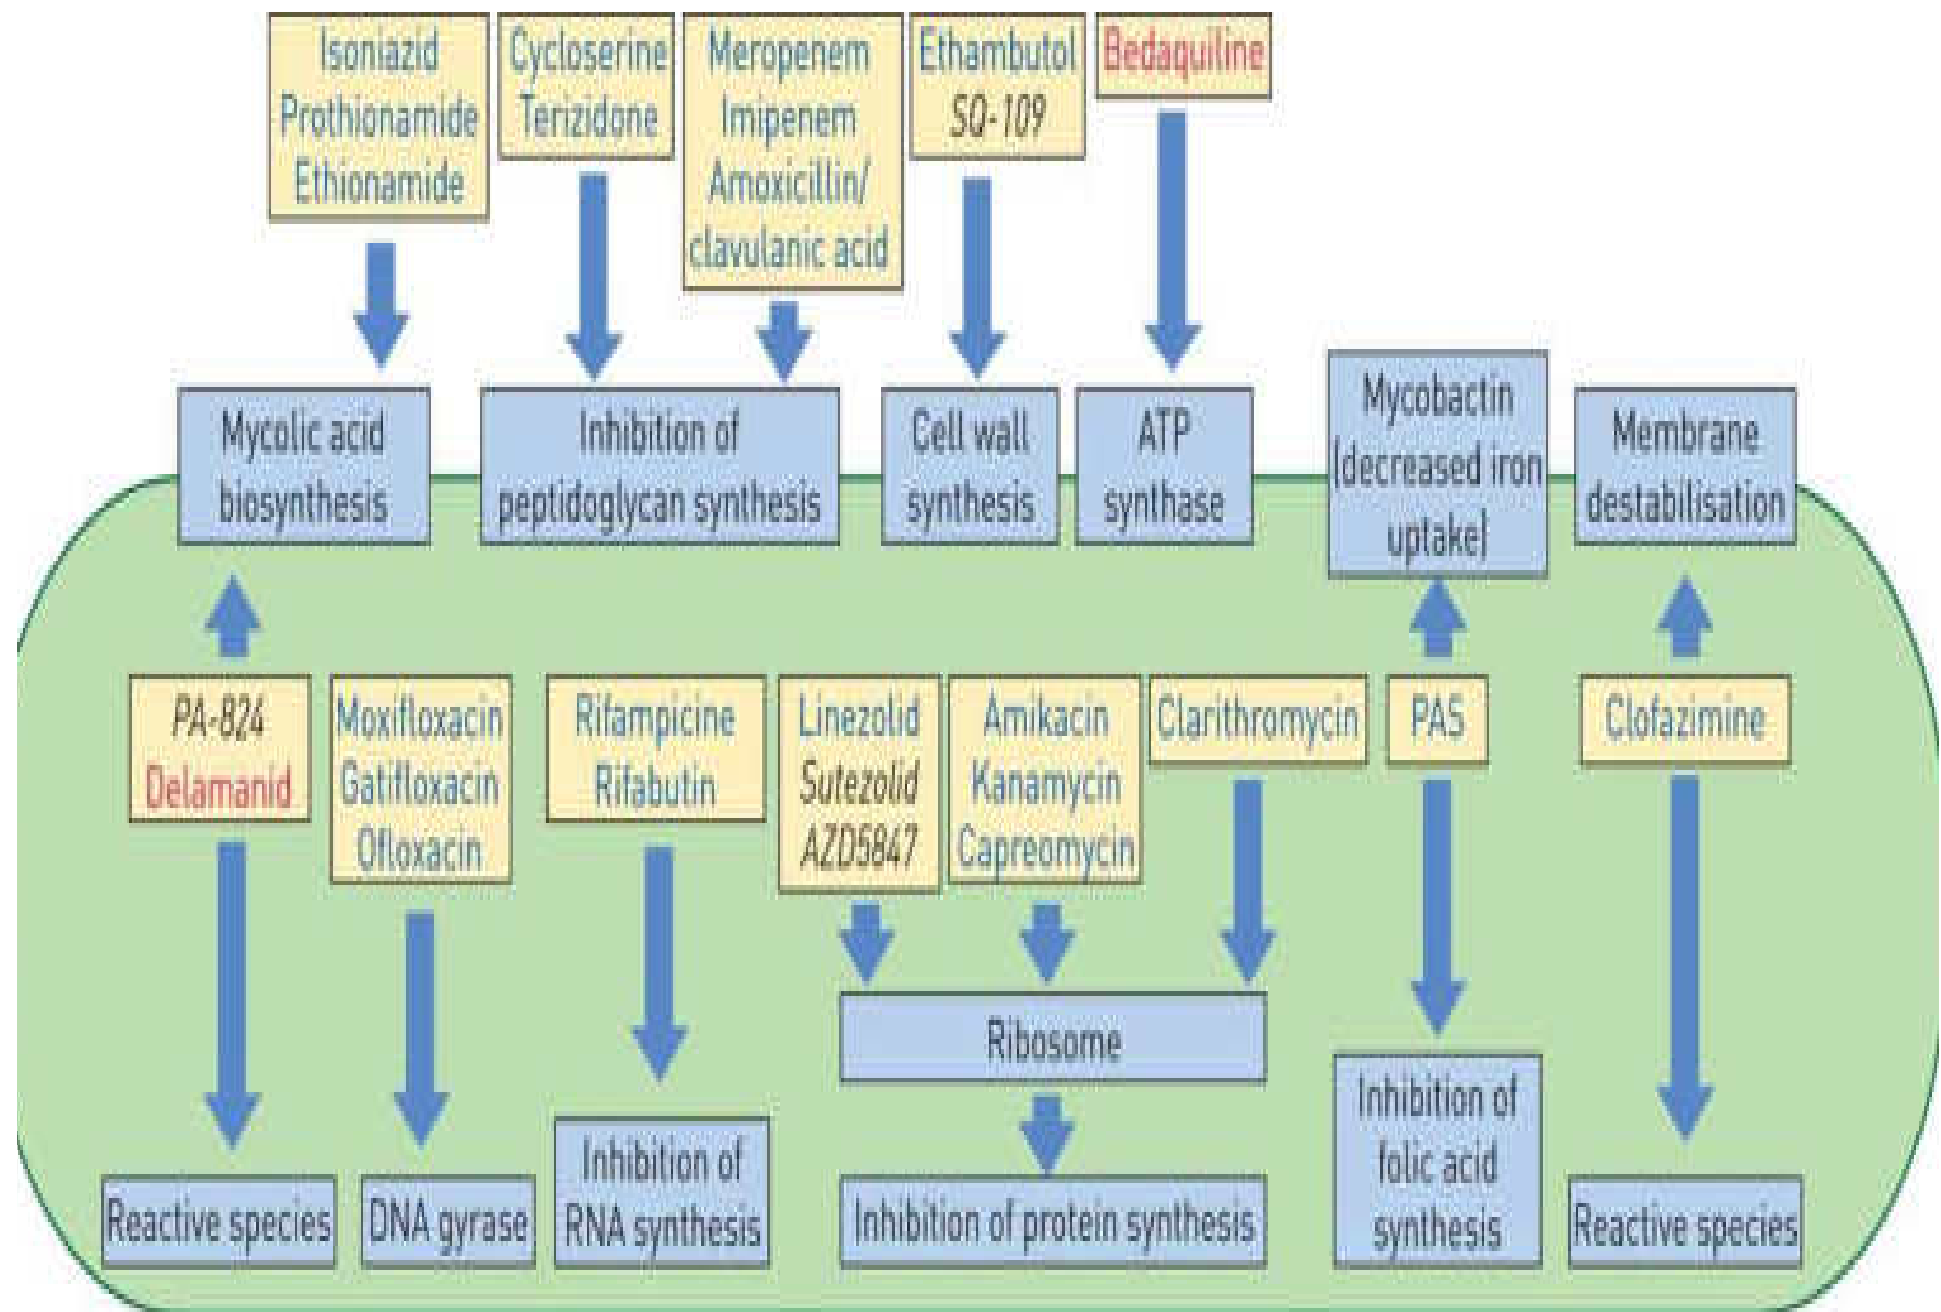 Isoniazid
Prothionamide
Ethionamide
Cycloserine
Terizidone
Meropenem
Imipenem
Amoxicillin/
clavulanic acid
Ethambutol
SQ-109
Bedaquiline
Mycolic acid
biosynthesis
Inhibition of
peptidoglycan synthesis
Cell wall
synthesis
ATP
synthase
Mycobactin
(decreased iron
uptake)
Membrane
destabilisation
PA-824
Delamanid
Moxifloxacin
Gatifloxacin
Ofloxacin
Rifampicine
Rifabutin
Linezolid
Sutezolid
AZD5847
Amikacin
Kanamycin
Capreomycin
Clarithromycin
PAS
Clofazimine
Ribosome
Reactive species
DNA gyrase
Inhibition of
RNA synthesis
Inhibition of protein synthesis
Inhibition of
folic acid
synthesis
Reactive species